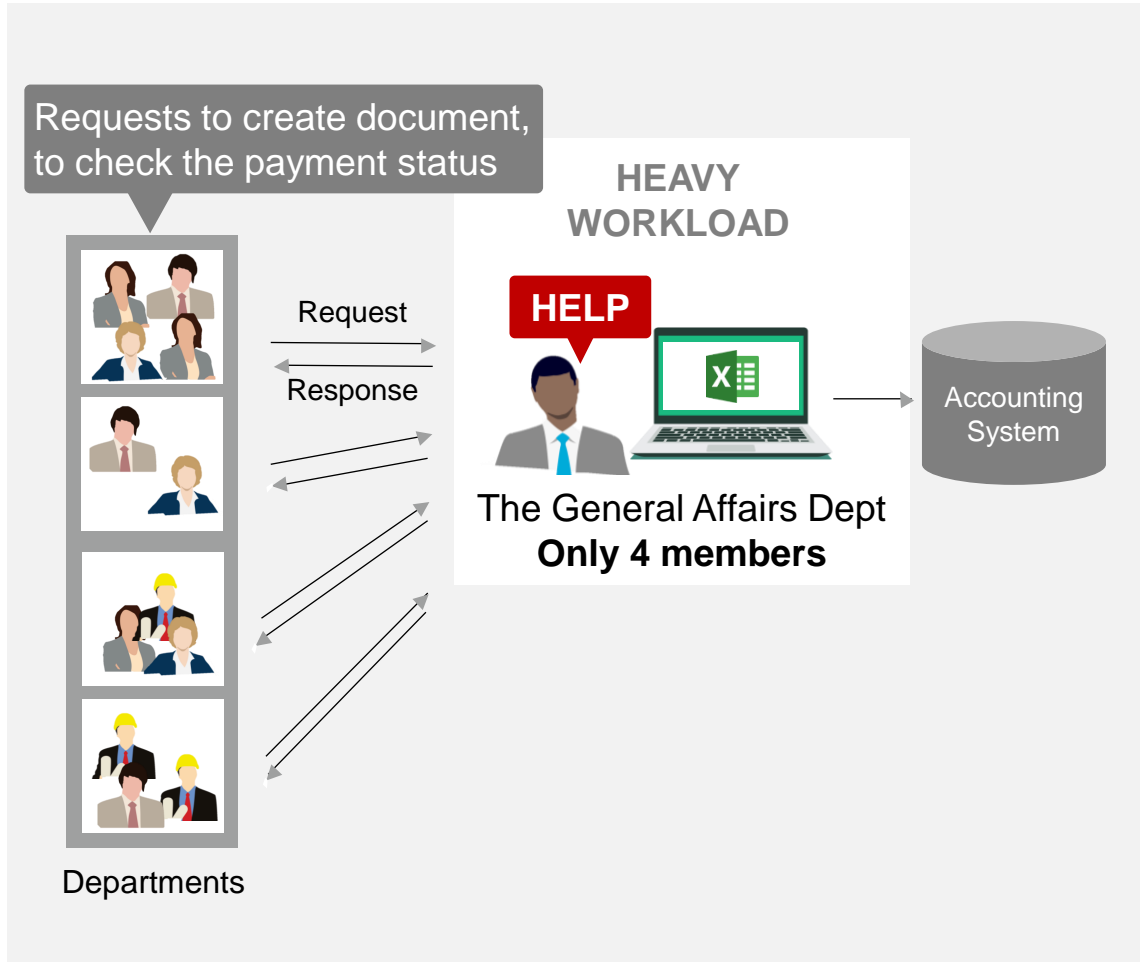 Requests to create document,
to check the payment status
HEAVY
WORKLOAD
HELP
Request
Response
X
Accounting
System
The General Affairs Dept
Only 4 members
Departments